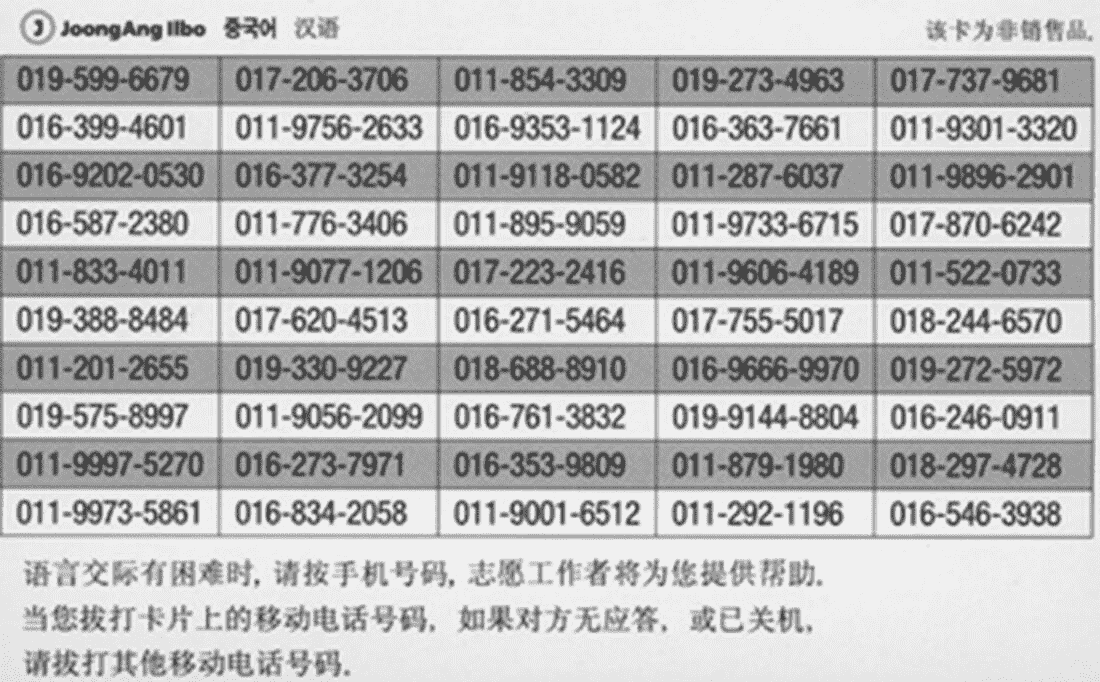 JoongAng Ilbo 중국어 汉语 该卡为非销售品.
019-599-6679 017-206-3706 011-854-3309 019-273-4963 017-737-9681
016-399-4601 011-9756-2633 016-9353-1124 016-363-7661 011-9301-3320
016-9202-0530 016-377-3254 011-9118-0582 011-287-6037 011-9896-2901
016-587-2380 011-776-3406 011-895-9059 011-9733-6715 017-870-6242
011-833-4011 011-9077-1206 017-223-2416 011-9606-4189 011-522-0733
019-388-8484 017-620-4513 016-271-5464 017-755-5017 018-244-6570
011-201-2655 019-330-9227 018-688-8910 016-9666-9970 019-272-5972
019-575-8997 011-9056-2099 016-761-3832 019-9144-8804 016-246-0911
011-9997-5270 016-273-7971 016-353-9809 011-879-1980 018-297-4728
011-9973-5861 016-834-2058 011-9001-6512 011-292-1196 016-546-3938
语言交际有困难时, 请按手机号码, 志愿工作者将为您提供帮助.
当您拔打卡片上的移动电话号码, 如果对方无应答, 或已关机,
请拔打其他移动电话号码.